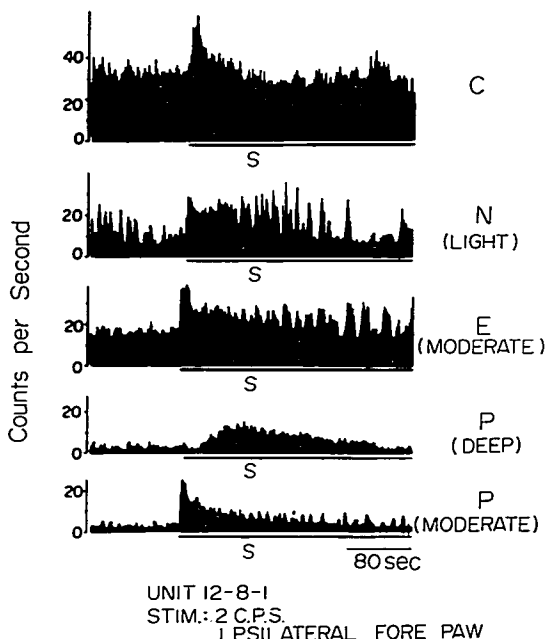 40
20
0
C
S
20
0
N
(LIGHT)
S
20
0
E
(MODERATE)
S
20
0
P
(DEEP)
S
20
0
P
(MODERATE)
S
80 sec
Counts per Second
UNIT 12-8-1
STIM.: 2 C.P.S.
IPSILATERAL FORE PAW